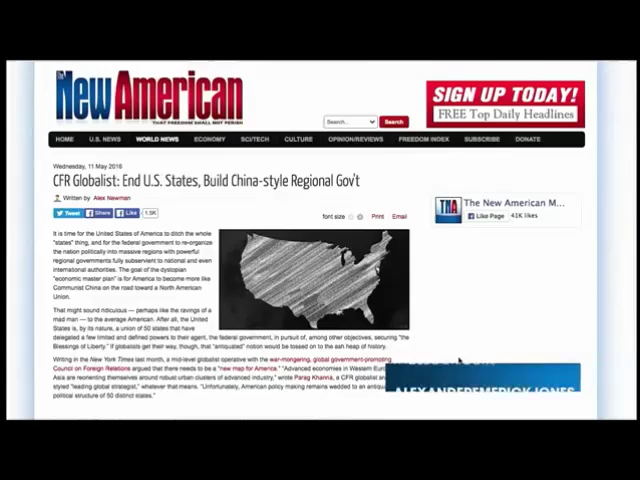 The New American
THAT FREEDOM SHALL NOT PERISH
SIGN UP TODAY!
FREE Top Daily Headlines
Search... Search
HOME U.S. NEWS WORLD NEWS ECONOMY SCI/TECH CULTURE OPINION/REVIEWS FREEDOM INDEX SUBSCRIBE DONATE
Wednesday, 11 May 2016
CFR Globalist: End U.S. States, Build China-style Regional Gov't
Written by Alex Newman
Tweet Share Like 1.5K
font size Print Email
The New American M...
TNA Like Page 41K likes
It is time for the United States of America to ditch the whole
"states" thing, and for the federal government to re-organize
the nation politically into massive regions with powerful
regional governments fully subservient to national and even
international authorities. The goal of the dystopian
"economic master plan" is for America to become more like
Communist China on the road toward a North American
Union.
That might sound ridiculous — perhaps like the ravings of a
mad man — to the average American. After all, the United
States is, by its nature, a union of 50 states that have
delegated a few limited and defined powers to their agent, the federal government, in pursuit of, among other objectives, securing "the
Blessings of Liberty." If globalists get their way, though, that "antiquated" notion would be tossed on to the ash heap of history.
Writing in the New York Times last month, a mid-level globalist operative with the war-mongering, global government-promoting
Council on Foreign Relations argued that there needs to be a "new map for America." "Advanced economies in Western Euro
Asia are reorienting themselves around robust urban clusters of advanced industry," wrote Parag Khanna, a CFR globalist and
styled "leading global strategist," whatever that means. "Unfortunately, American policy making remains wedded to an antiqua
political structure of 50 distinct states."
ALEXANDEREMERICKJONES